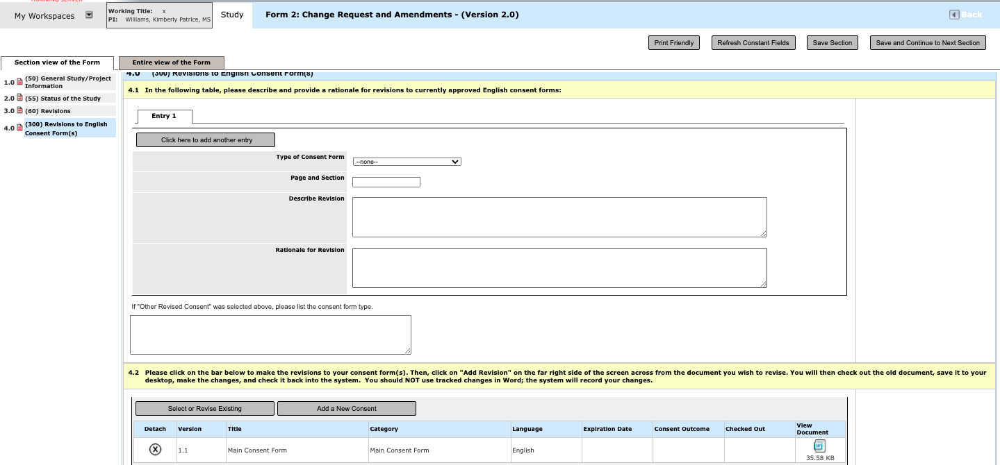 TRAINING SERVER
My Workspaces
Working Title: x
PI: Williams, Kimberly Patrice, MS
Study
Form 2: Change Request and Amendments - (Version 2.0)
Back
Print Friendly
Refresh Constant Fields
Save Section
Save and Continue to Next Section
Section view of the Form
Entire view of the Form
1.0 (50) General Study/Project
Information
2.0 (55) Status of the Study
3.0 (60) Revisions
4.0 (300) Revisions to English
Consent Form(s)
4.0 (300) Revisions to English Consent Form(s)
4.1 In the following table, please describe and provide a rationale for revisions to currently approved English consent forms:
Entry 1
Click here to add another entry
Type of Consent Form
--none--
Page and Section
Describe Revision
Rationale for Revision
If "Other Revised Consent" was selected above, please list the consent form type.
4.2 Please click on the bar below to make the revisions to your consent form(s). Then, click on "Add Revision" on the far right side of the screen across from the document you wish to revise. You will then check out the old document, save it to your
desktop, make the changes, and check it back into the system. You should NOT use tracked changes in Word; the system will record your changes.
Select or Revise Existing
Add a New Consent
Detach Version Title Category Language Expiration Date Consent Outcome Checked Out View
Document
1.1 Main Consent Form Main Consent Form English
35.58 KB